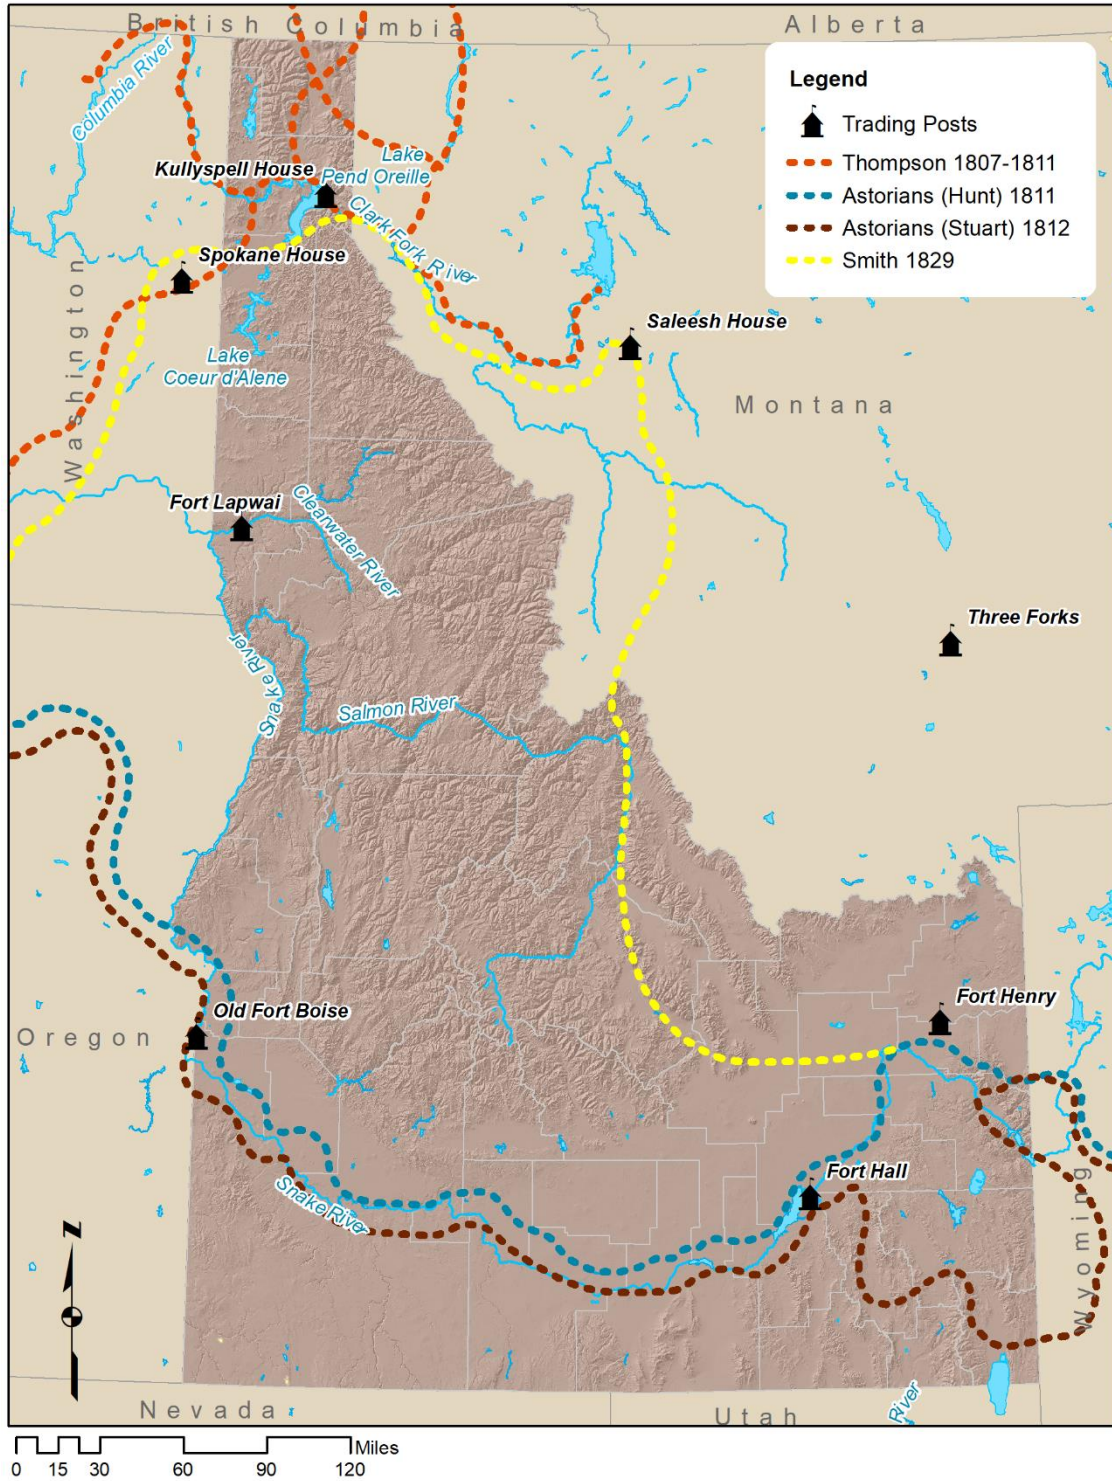 British Columbia
Alberta
Columbia River
Legend
Trading Posts
Thompson 1807-1811
Astorians (Hunt) 1811
Astorians (Stuart) 1812
Smith 1829
Kullyspell House
Lake
Pend Oreille
Clark Fork River
Spokane House
Washington
Saleesh House
Lake
Coeur d'Alene
Montana
Fort Lapwai
Clearwater River
Three Forks
Snake River
Salmon River
Fort Henry
Old Fort Boise
Oregon
Fort Hall
Snake River
Wyoming
N
Nevada
Utah
River
Miles
0 15 30 60 90 120